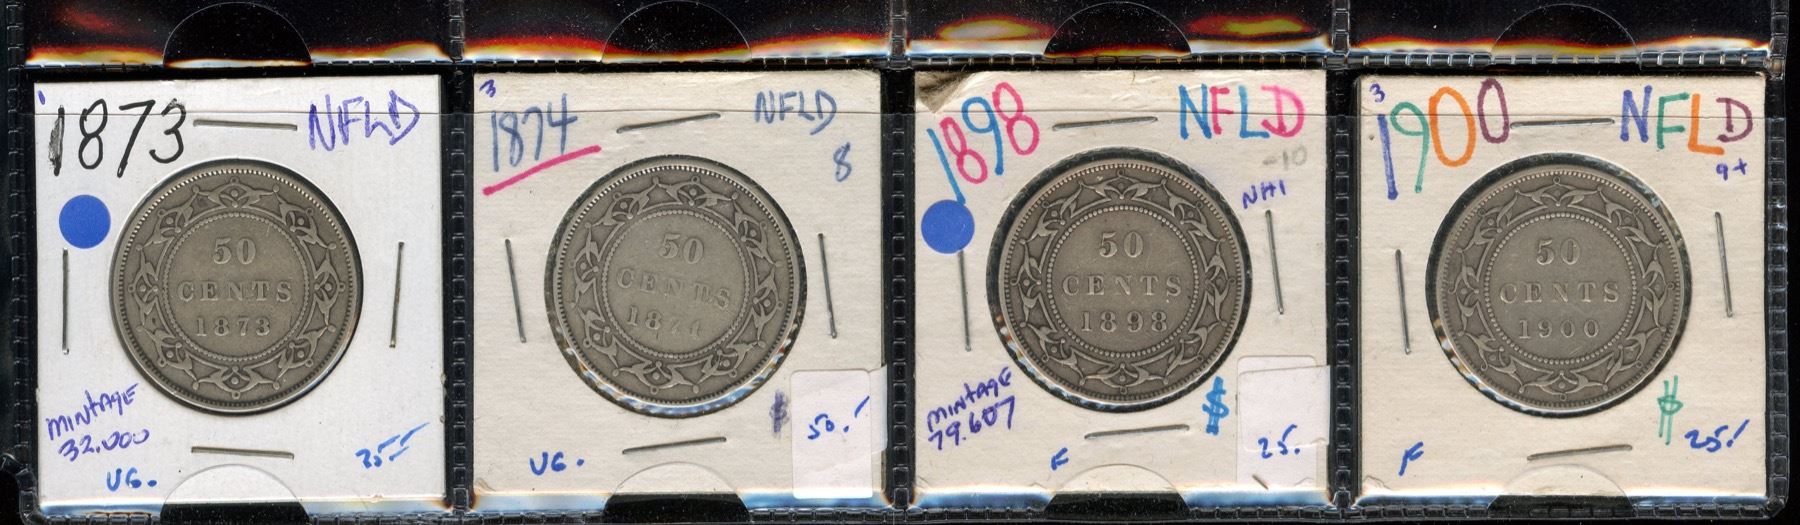 1873 NFLD
50
CENTS
1873
MINTAGE
32.000
VG.
3
1874 NFLD
8
50
CENTS
187
$
50.-
VG.
1898 NFLD
-10
NH1
50
CENTS
1898
MINTAGE
79.607
$
F
25.
3
1900 NFLD
9+
50
CENTS
1900
$
F
25.-